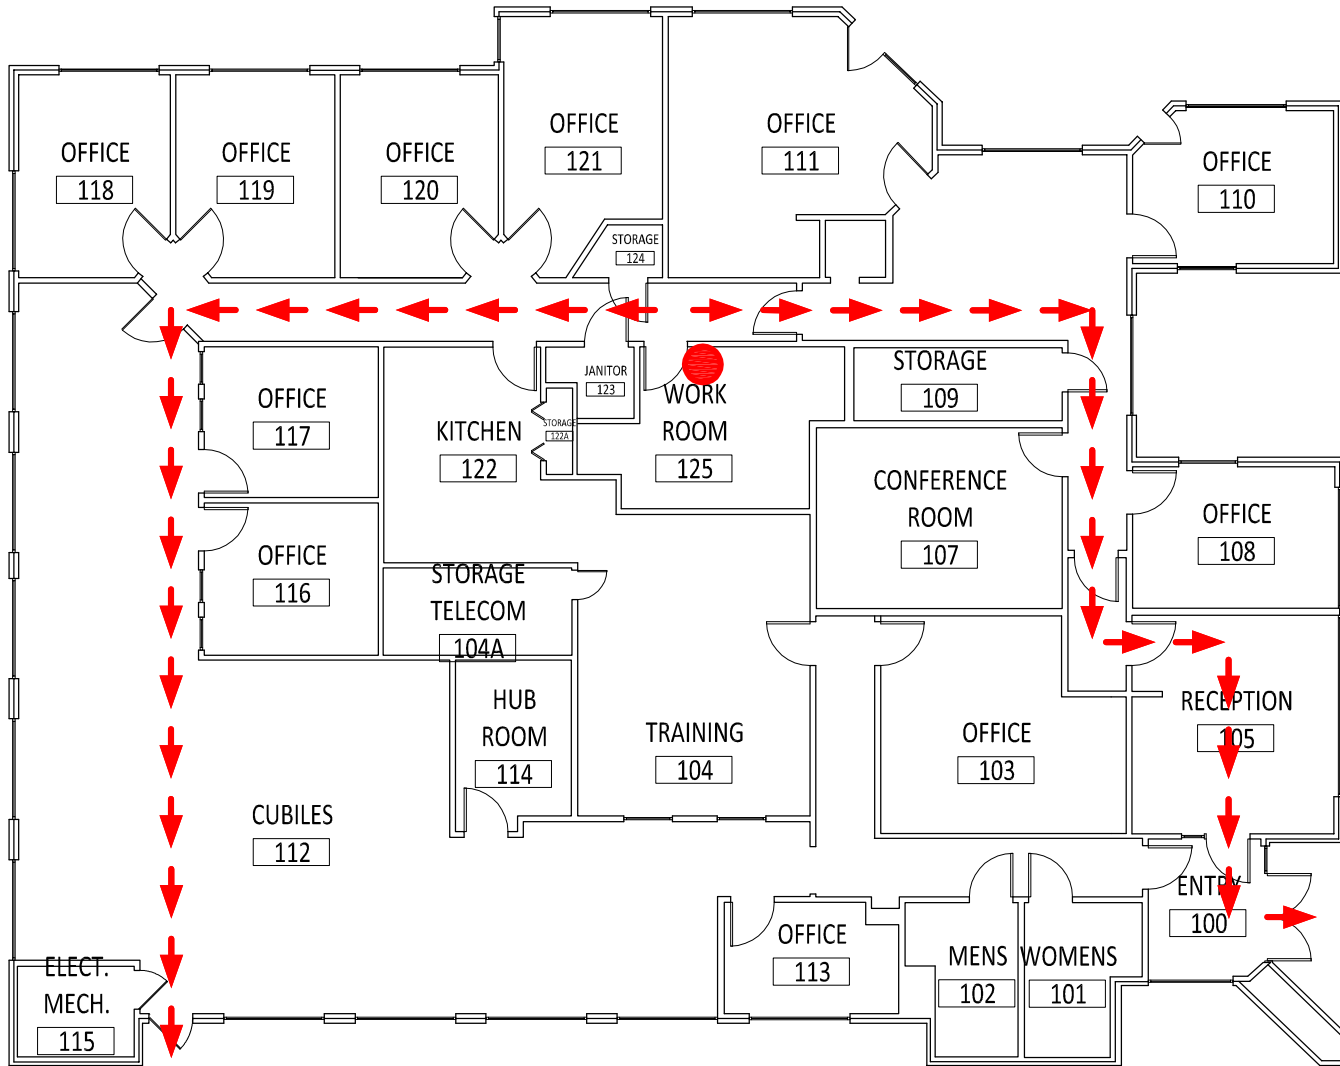 OFFICE
121
OFFICE
111
OFFICE
118
OFFICE
119
OFFICE
120
OFFICE
110
STORAGE
124
STORAGE
109
JANITOR
123
WORK
ROOM
125
OFFICE
117
KITCHEN
122
STORAGE
122A
CONFERENCE
ROOM
107
OFFICE
108
OFFICE
116
STORAGE
TELECOM
104A
HUB
ROOM
114
TRAINING
104
OFFICE
103
RECEPTION
105
CUBILES
112
ENTRY
100
OFFICE
113
MENS
102
WOMENS
101
ELECT.
MECH.
115